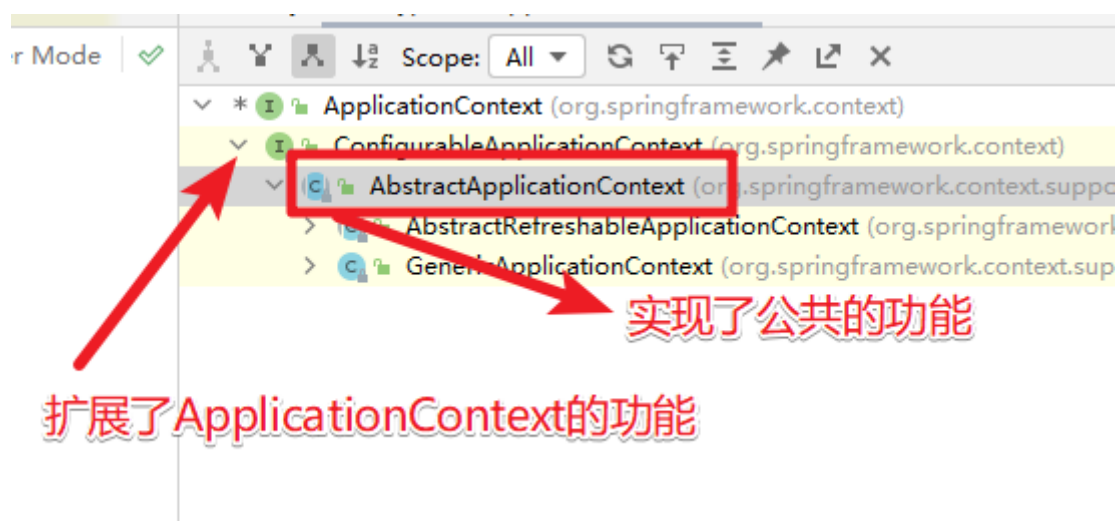 r Mode
Scope: All
* I ApplicationContext (org.springframework.context)
I ConfigurableApplicationContext (org.springframework.context)
C AbstractApplicationContext (org.springframework.context.suppo
C AbstractRefreshableApplicationContext (org.springframework
C GenericApplicationContext (org.springframework.context.sup
实现了公共的功能
扩展了ApplicationContext的功能